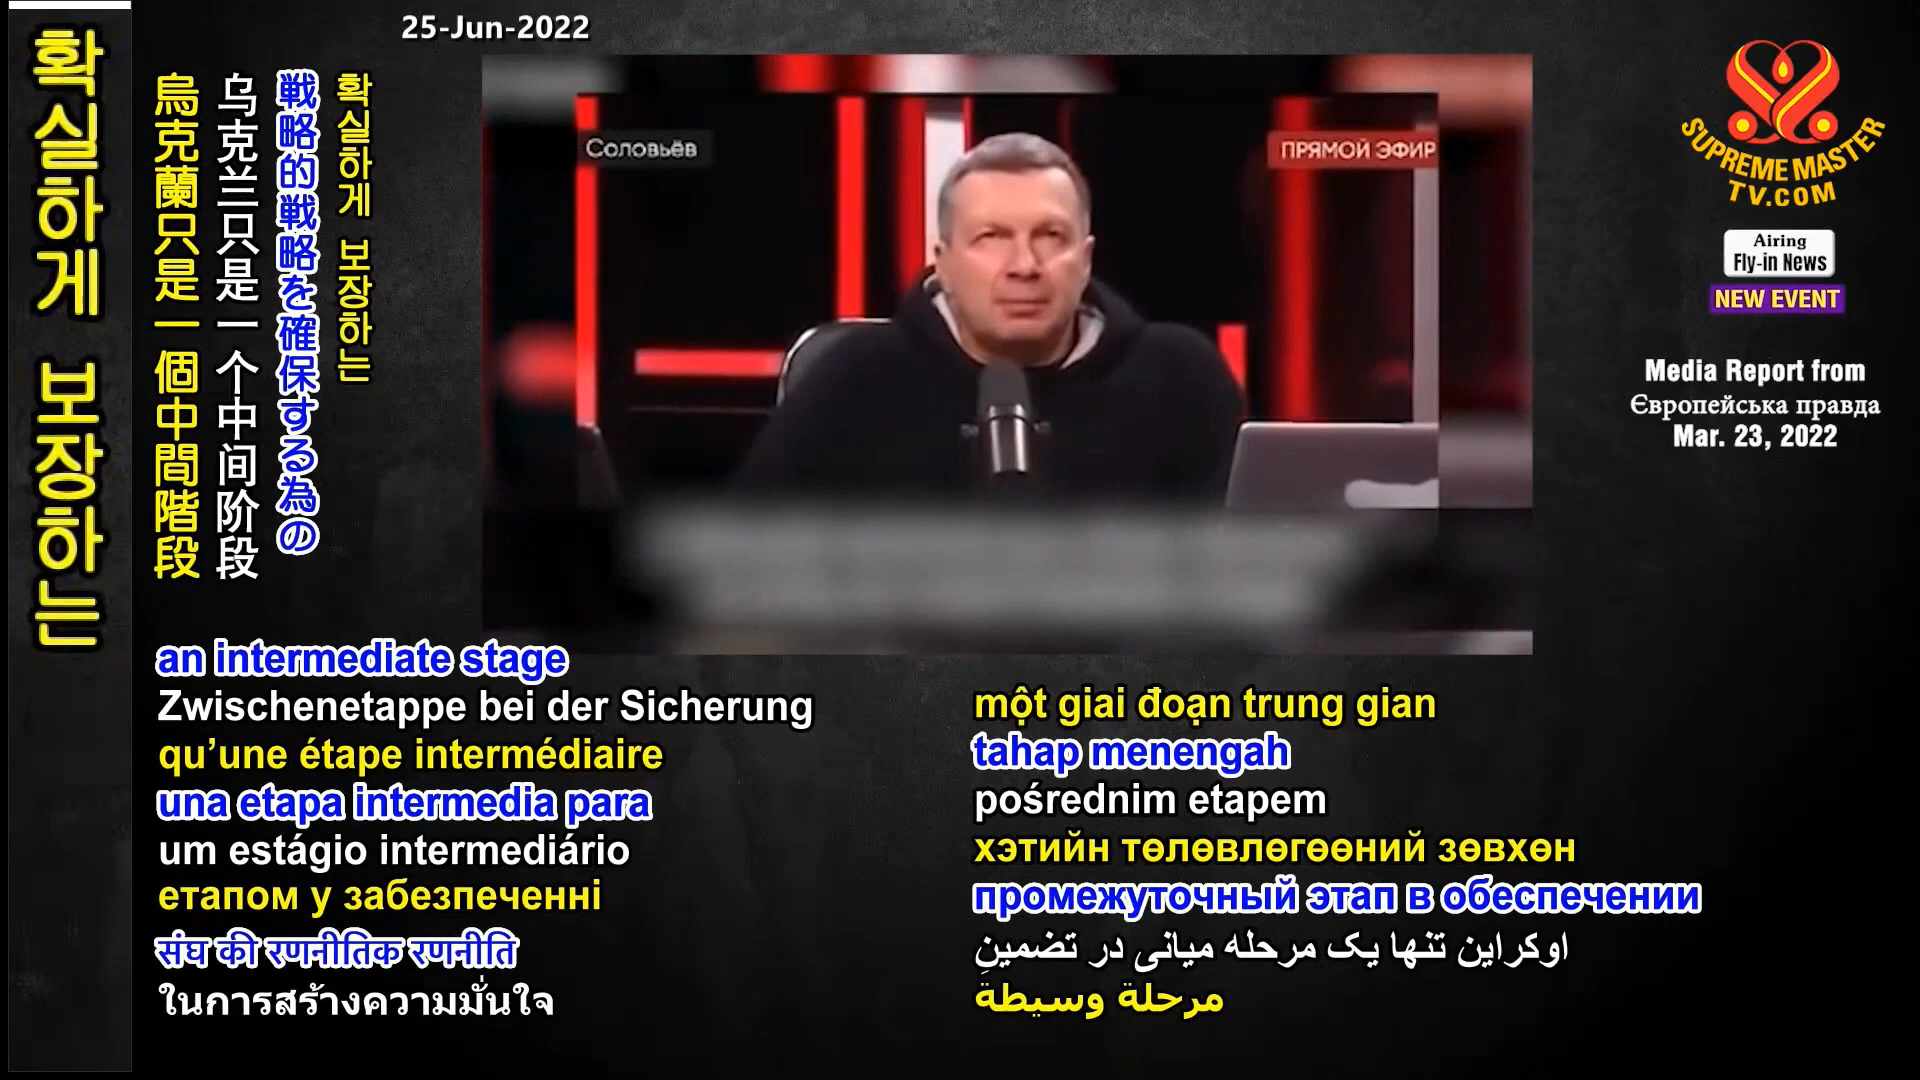 25-Jun-2022
확실하게 보장하는
烏克蘭只是一個中間階段
乌克兰只是一个中间阶段
戦略的戦略を確保する為の
확실하게 보장하는
Соловьёв
ПРЯМОЙ ЭФИР
SUPREME MASTER
TV.COM
Airing
Fly-in News
NEW EVENT
Media Report from
Європейська правда
Mar. 23, 2022
an intermediate stage
Zwischenetappe bei der Sicherung
qu’une étape intermédiaire
una etapa intermedia para
um estágio intermediário
етапом у забезпеченні
संघ की रणनीतिक रणनीति
ในการสร้างความมั่นใจ
một giai đoạn trung gian
tahap menengah
pośrednim etapem
хэтийн төлөвлөгөөний зөвхөн
промежуточный этап в обеспечении
اوکراین تنها یک مرحله میانی در تضمینِ
مرحلة وسيطة